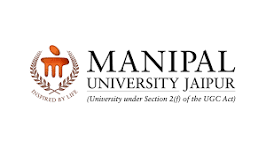 MANIPAL
UNIVERSITY JAIPUR
(University under Section 2(f) of the UGC Act)
INSPIRED BY LIFE